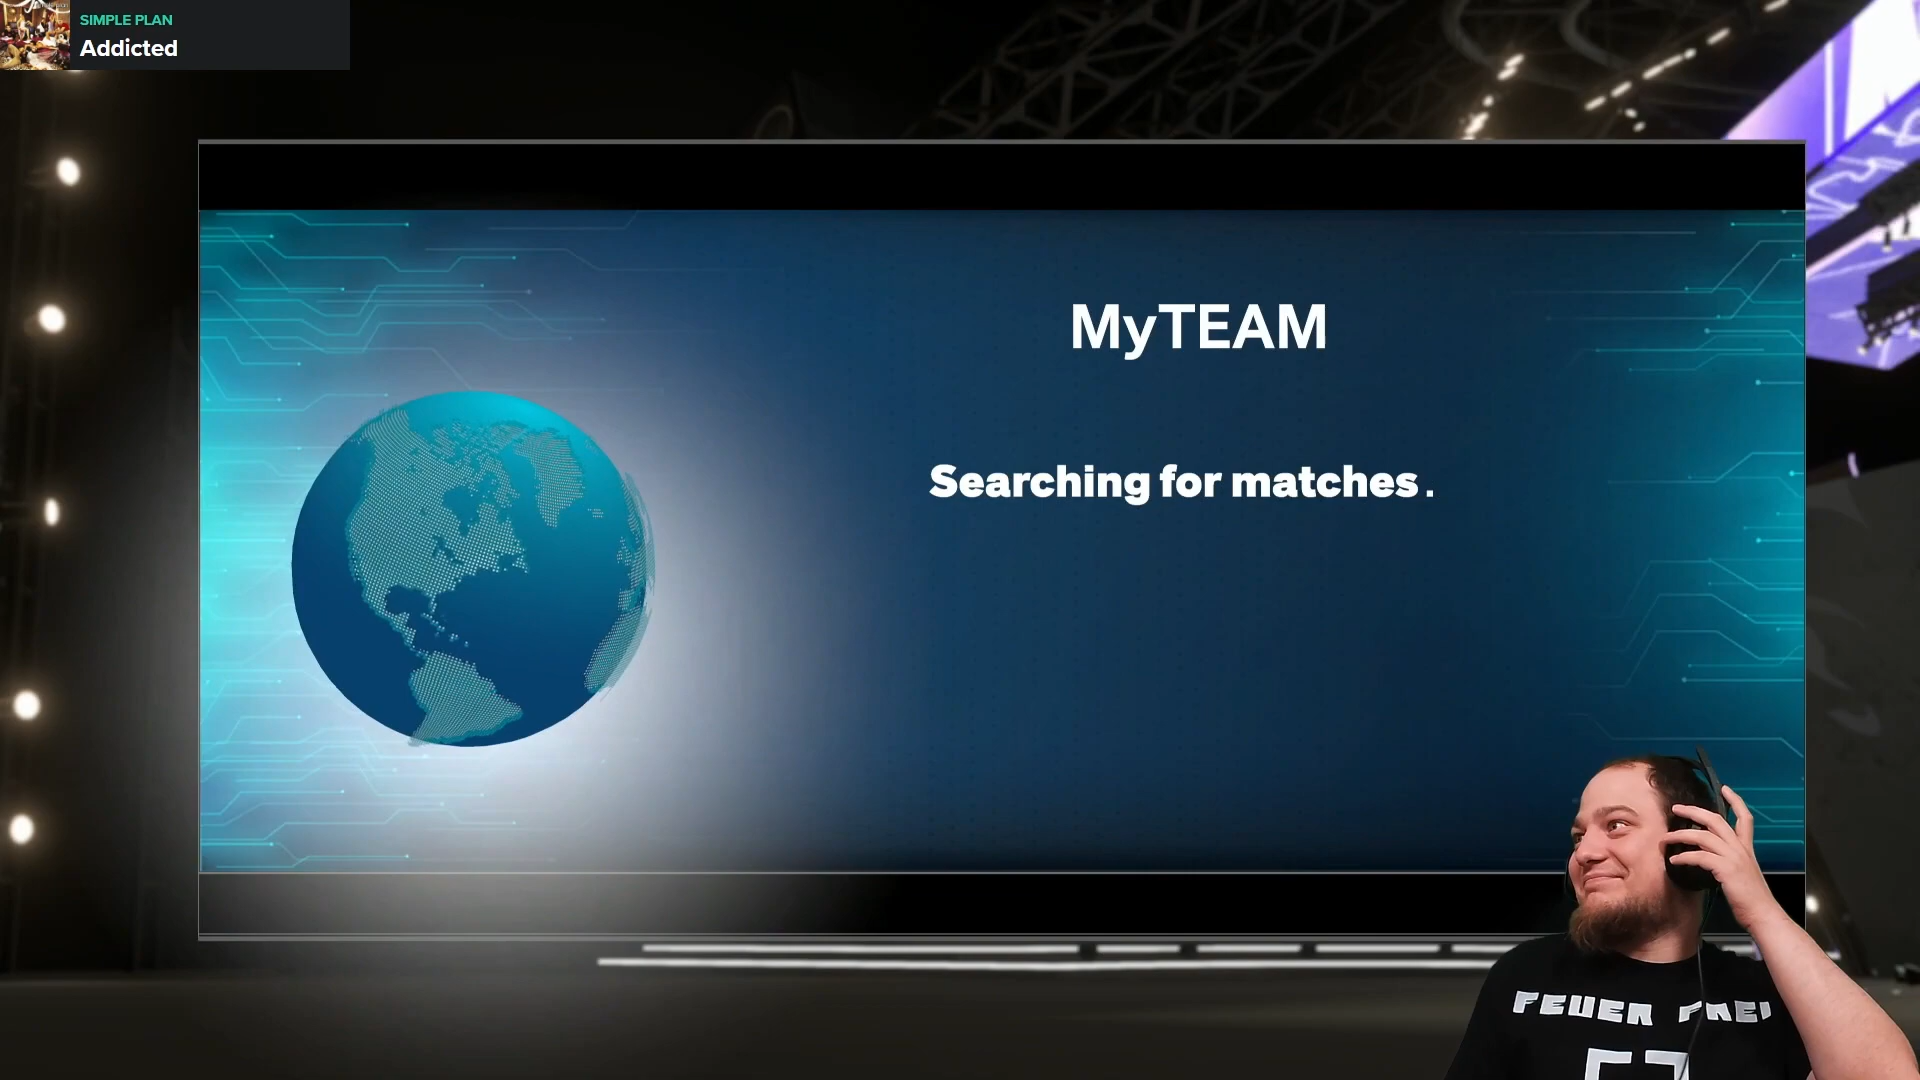 SIMPLE PLAN
Addicted
MyTEAM
Searching for matches .
FEUER FREI